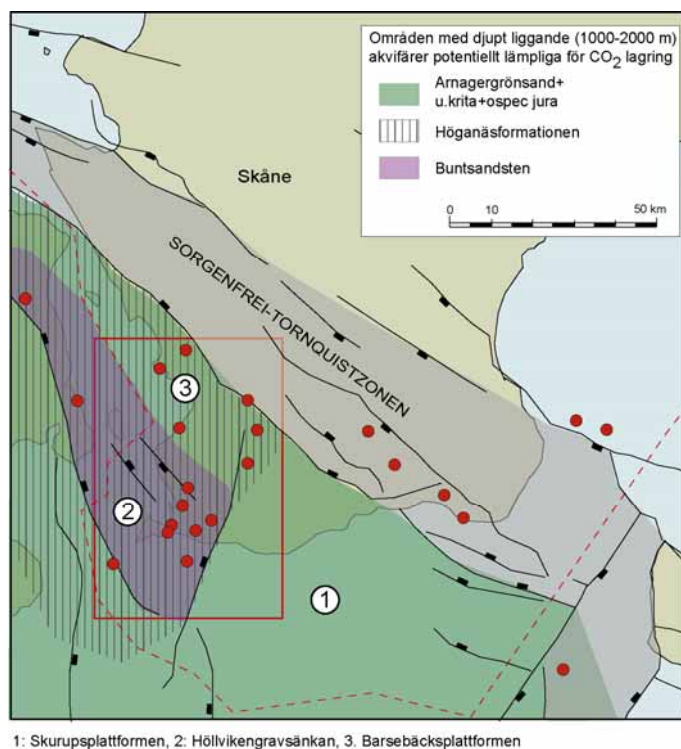 Områden med djupt liggande (1000-2000 m)
akvifärer potentiellt lämpliga för CO2 lagring
Arnagergrönsand+
u.krita+ospec jura
Höganäsformationen
Buntsandsten
0 10 50 km
Skåne
SORGENFREI-TORNQUISTZONEN
3
2
1
1: Skurupsplattformen, 2: Höllvikengravsänkan, 3. Barsebäcksplattformen